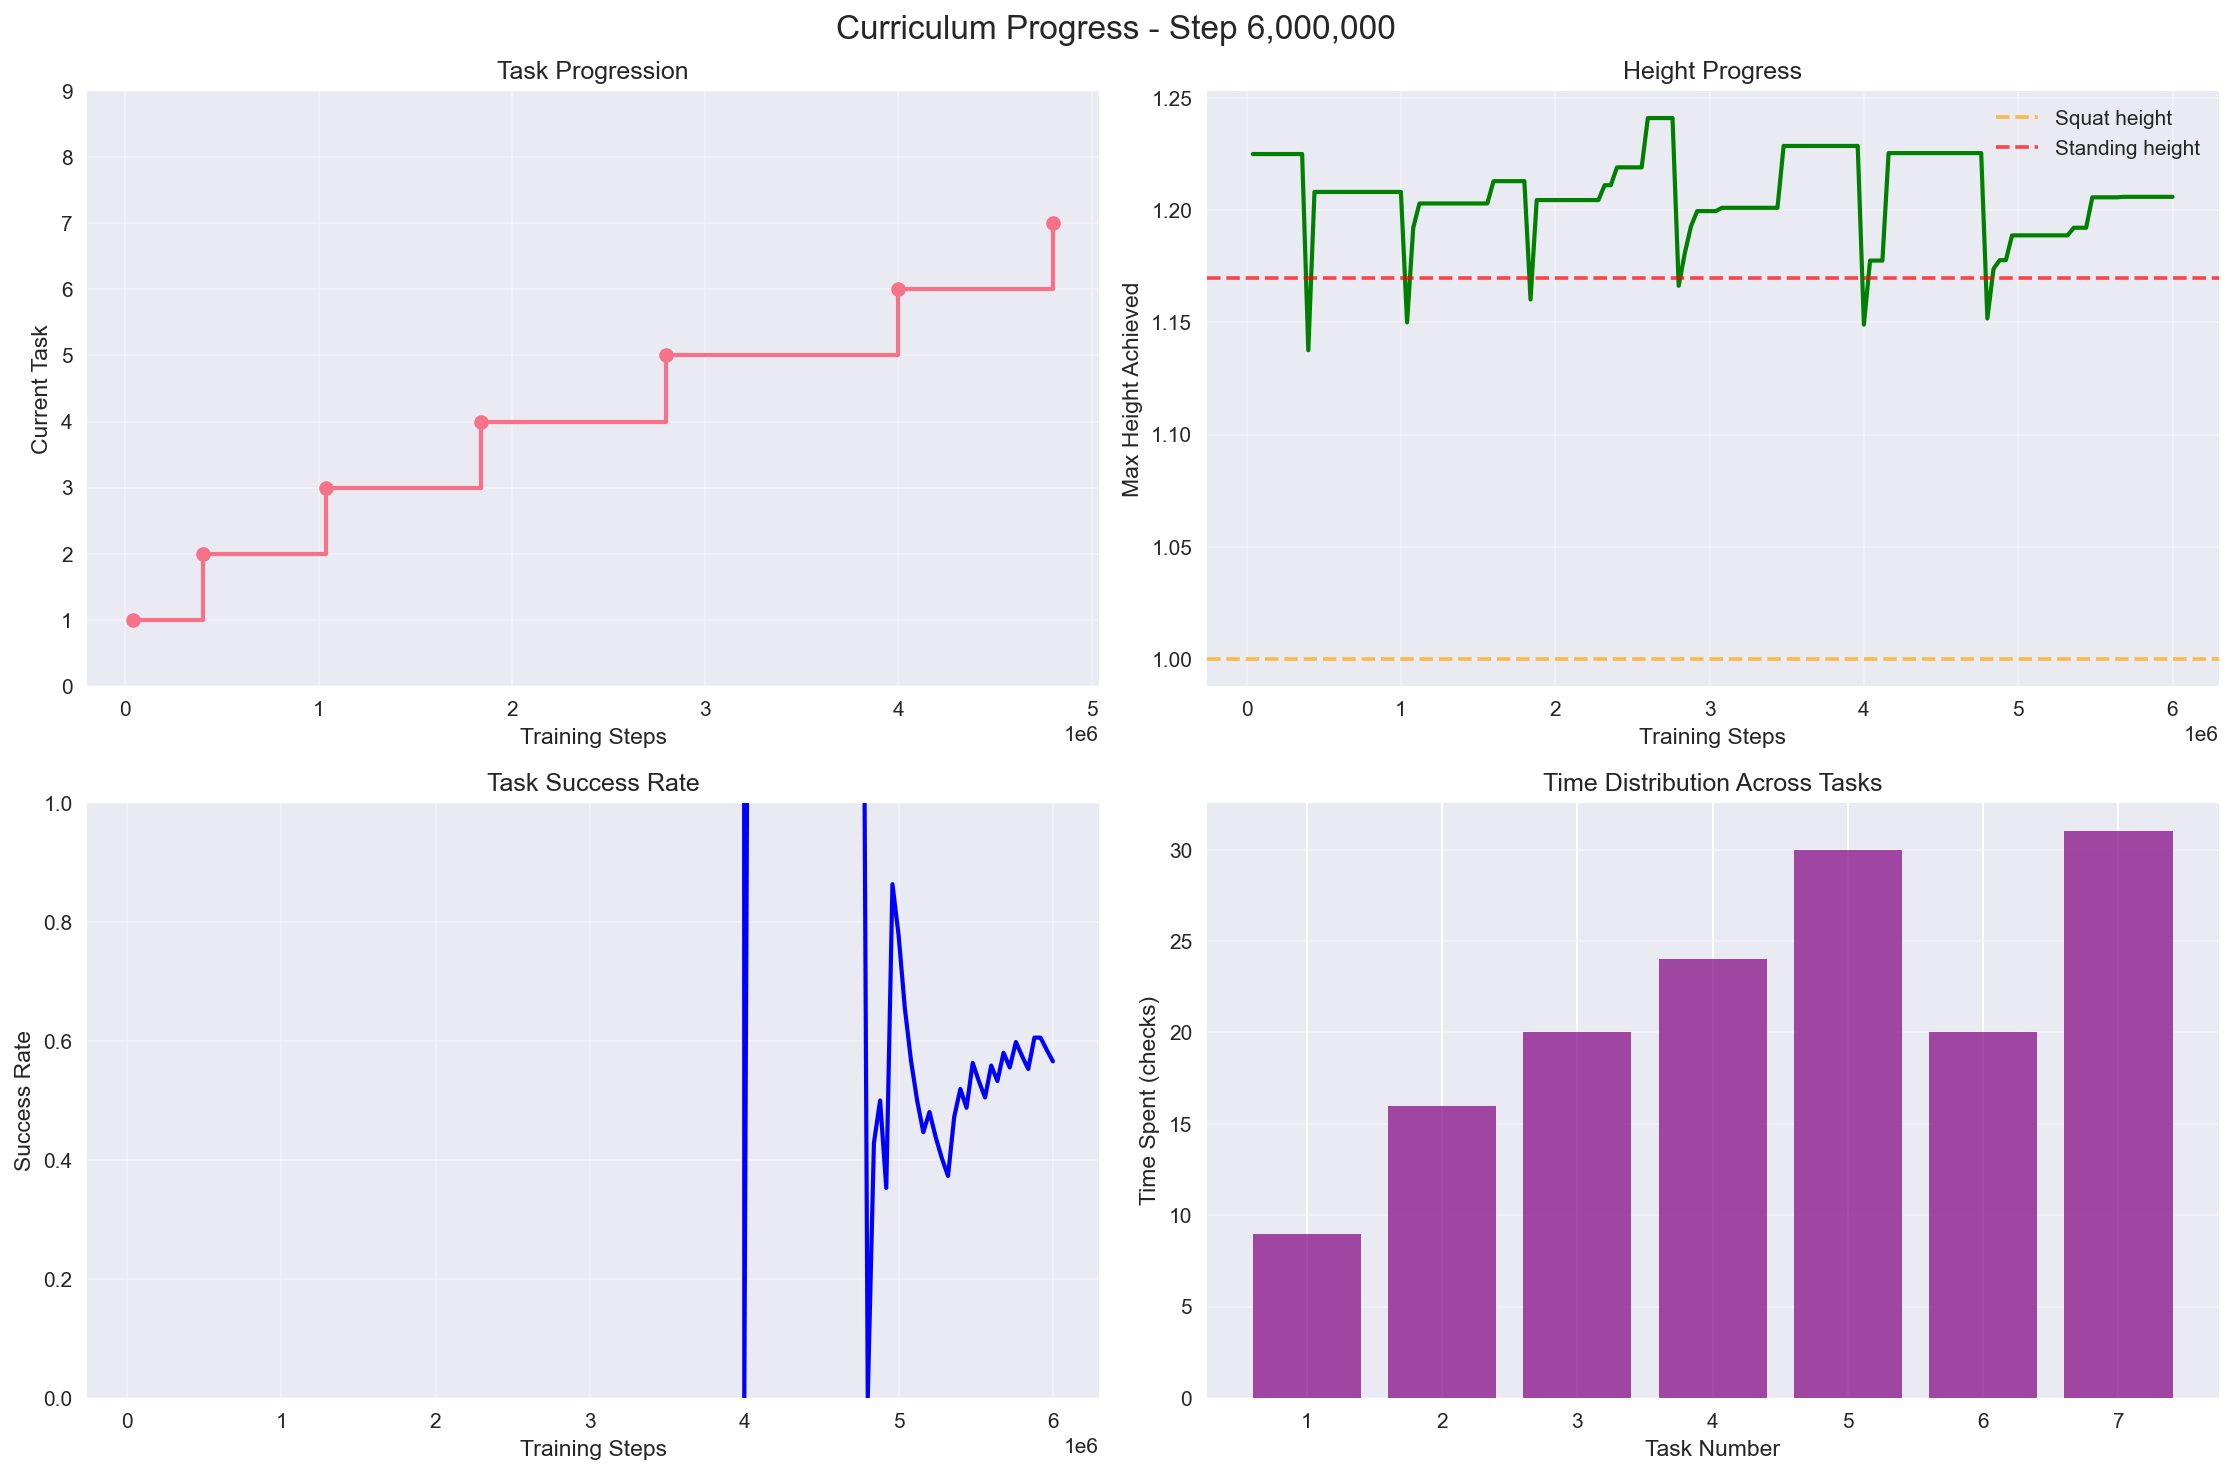 Curriculum Progress - Step 6,000,000
Task Progression
9
8
7
6
5
4
3
2
1
0
Current Task
0 1 2 3 4 5
1e6
Training Steps
Height Progress
1.25
1.20
1.15
1.10
1.05
1.00
Max Height Achieved
Squat height
Standing height
0 1 2 3 4 5 6
1e6
Training Steps
Task Success Rate
1.0
0.8
0.6
0.4
0.2
0.0
Success Rate
0 1 2 3 4 5 6
1e6
Training Steps
Time Distribution Across Tasks
30
25
20
15
10
5
0
Time Spent (checks)
1 2 3 4 5 6 7
Task Number